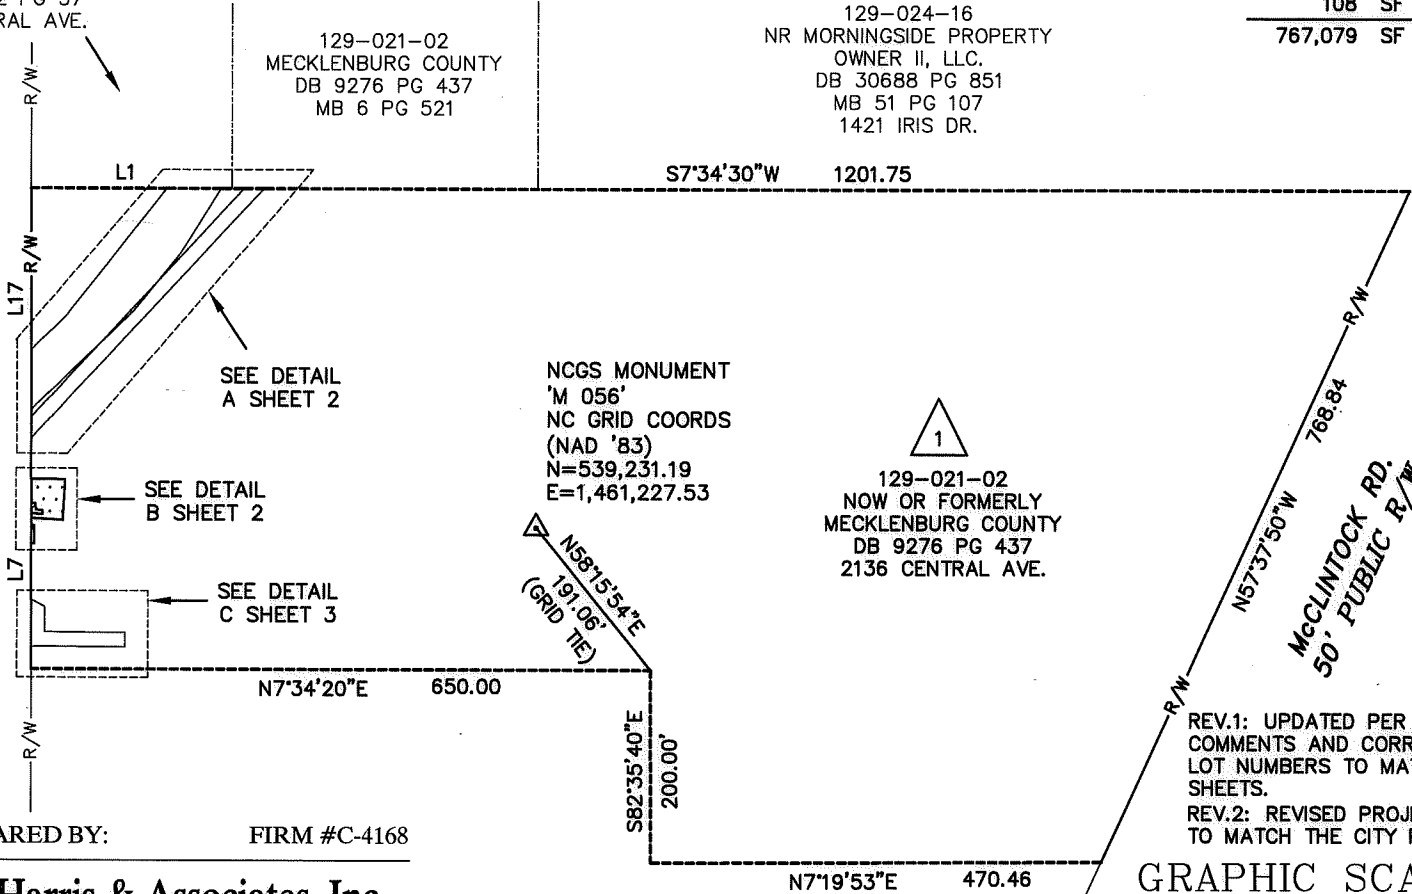 RAL AVE.
R/W
129-021-02
MECKLENBURG COUNTY
DB 9276 PG 437
MB 6 PG 521
129-024-16
NR MORNINGSIDE PROPERTY
OWNER II, LLC.
DB 30688 PG 851
MB 51 PG 107
1421 IRIS DR.
108 SF
767,079 SF
L1
S7°34'30"W 1201.75
R/W
L17
SEE DETAIL
A SHEET 2
SEE DETAIL
B SHEET 2
L7
SEE DETAIL
C SHEET 3
NCGS MONUMENT
'M 056'
NC GRID COORDS
(NAD '83)
N=539,231.19
E=1,461,227.53
N58°15'54"E
191.06'
(GRID TIE)
1
129-021-02
NOW OR FORMERLY
MECKLENBURG COUNTY
DB 9276 PG 437
2136 CENTRAL AVE.
R/W
768.84
N57°37'50"W
McCLINTOCK RD.
50' PUBLIC R/W
R/W
N7°34'20"E 650.00
R/W
S82°35'40"E
200.00'
N7°19'53"E 470.46
REV.1: UPDATED PER
COMMENTS AND CORR
LOT NUMBERS TO MA
SHEETS.
REV.2: REVISED PROJ
TO MATCH THE CITY
ARED BY: FIRM #C-4168
Harris & Associates, Inc
GRAPHIC SCA